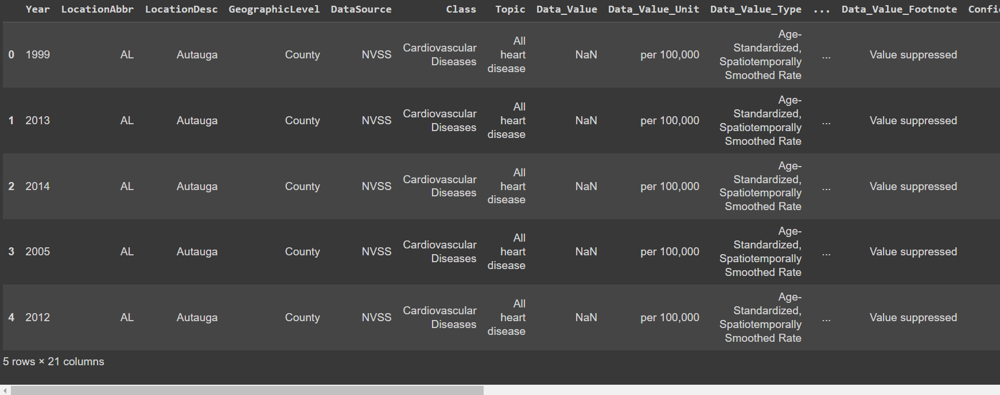 Year LocationAbbr LocationDesc GeographicLevel DataSource Class Topic Data_Value Data_Value_Unit Data_Value_Type ... Data_Value_Footnote Confi
0 1999 AL Autauga County NVSS Cardiovascular Diseases All heart disease NaN per 100,000 Age-Standardized, Spatiotemporally Smoothed Rate ... Value suppressed
1 2013 AL Autauga County NVSS Cardiovascular Diseases All heart disease NaN per 100,000 Age-Standardized, Spatiotemporally Smoothed Rate ... Value suppressed
2 2014 AL Autauga County NVSS Cardiovascular Diseases All heart disease NaN per 100,000 Age-Standardized, Spatiotemporally Smoothed Rate ... Value suppressed
3 2005 AL Autauga County NVSS Cardiovascular Diseases All heart disease NaN per 100,000 Age-Standardized, Spatiotemporally Smoothed Rate ... Value suppressed
4 2012 AL Autauga County NVSS Cardiovascular Diseases All heart disease NaN per 100,000 Age-Standardized, Spatiotemporally Smoothed Rate ... Value suppressed
5 rows × 21 columns